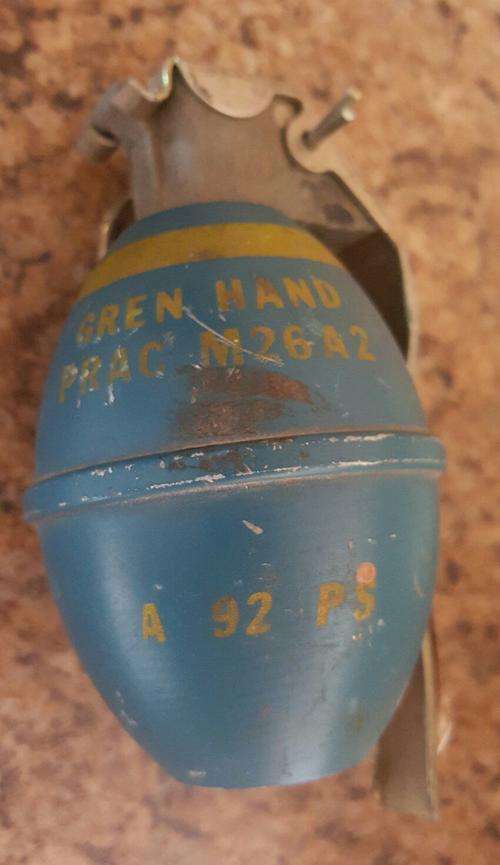 GREN HAND
PRAC M26A2
A 92 PS